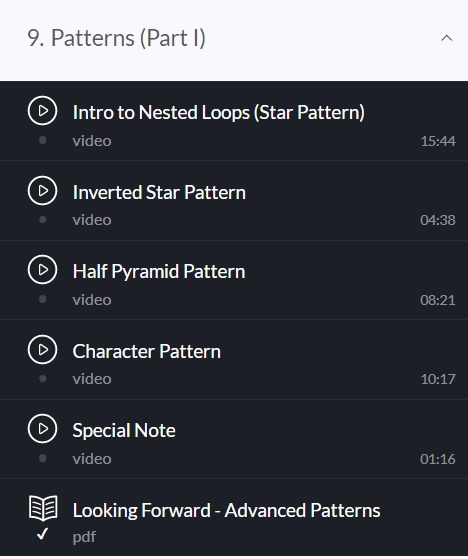 9. Patterns (Part I)
Intro to Nested Loops (Star Pattern)
video 15:44
Inverted Star Pattern
video 04:38
Half Pyramid Pattern
video 08:21
Character Pattern
video 10:17
Special Note
video 01:16
Looking Forward - Advanced Patterns
pdf